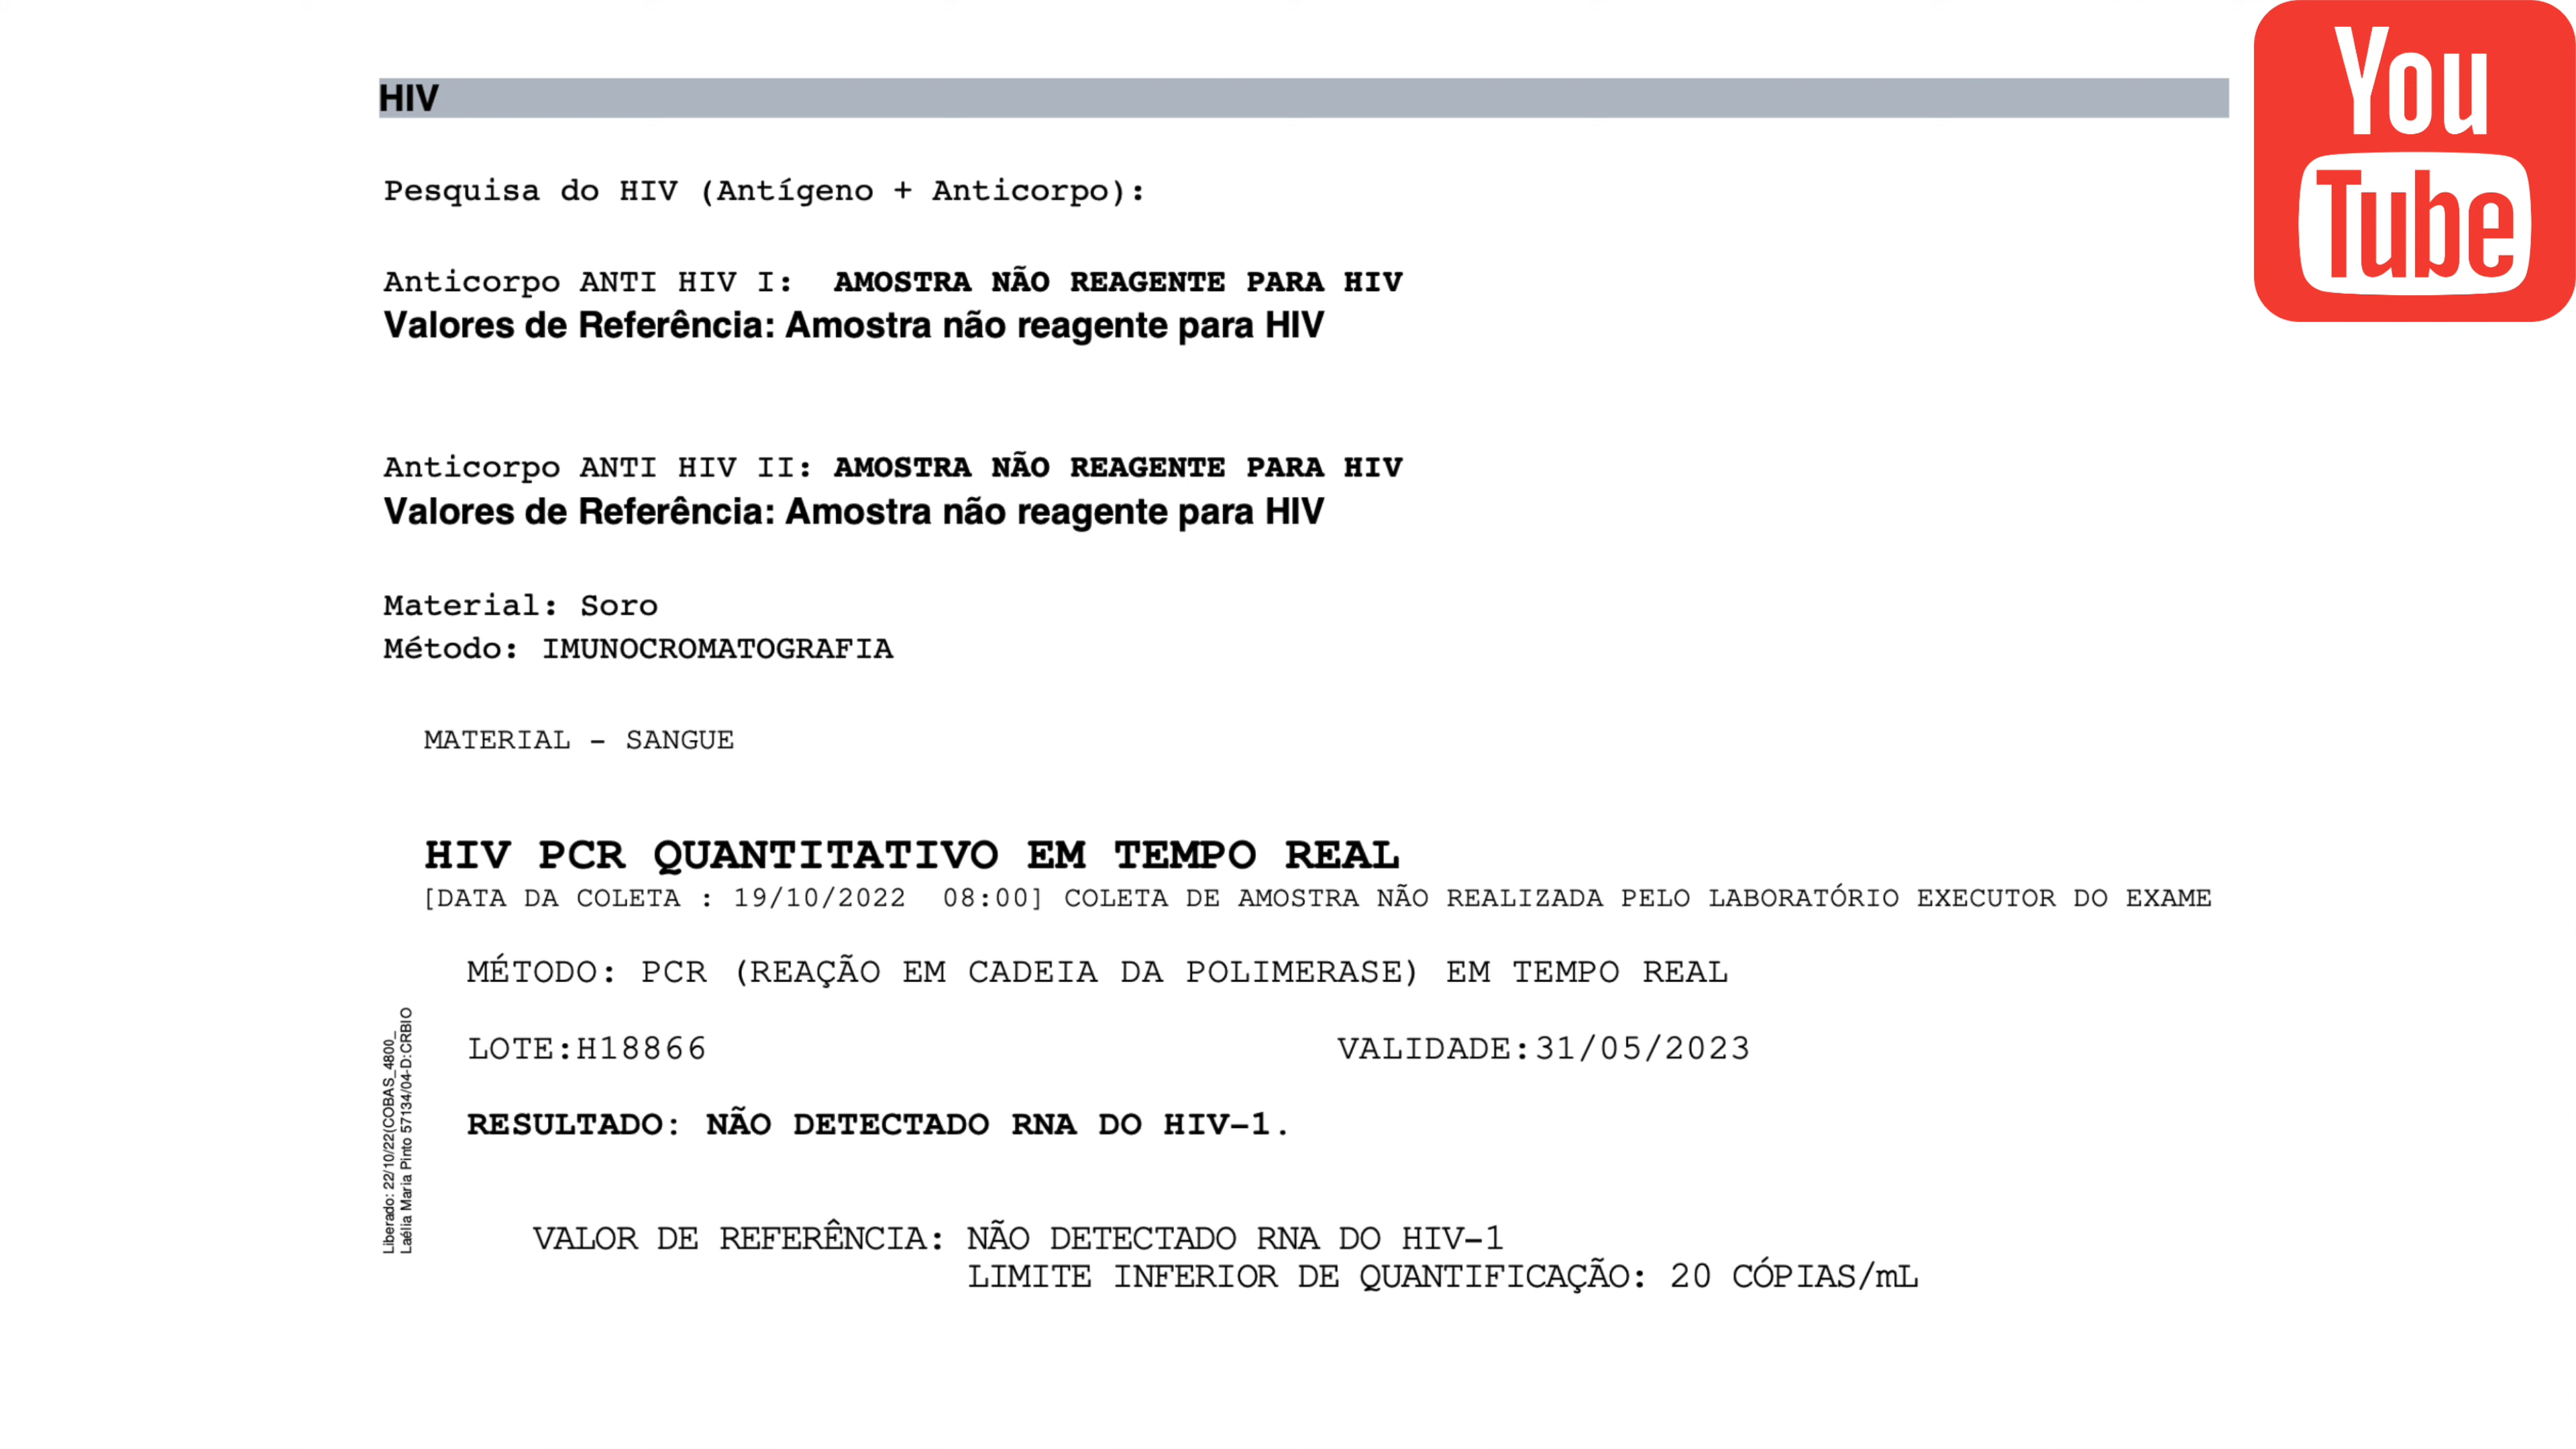 You
Tube
HIV
Pesquisa do HIV (Antígeno + Anticorpo):
Anticorpo ANTI HIV I: AMOSTRA NÃO REAGENTE PARA HIV
Valores de Referência: Amostra não reagente para HIV
Anticorpo ANTI HIV II: AMOSTRA NÃO REAGENTE PARA HIV
Valores de Referência: Amostra não reagente para HIV
Material: Soro
Método: IMUNOCROMATOGRAFIA
MATERIAL - SANGUE
HIV PCR QUANTITATIVO EM TEMPO REAL
[DATA DA COLETA : 19/10/2022 08:00] COLETA DE AMOSTRA NÃO REALIZADA PELO LABORATÓRIO EXECUTOR DO EXAME
MÉTODO: PCR (REAÇÃO EM CADEIA DA POLIMERASE) EM TEMPO REAL
LOTE:H18866 VALIDADE:31/05/2023
RESULTADO: NÃO DETECTADO RNA DO HIV-1.
VALOR DE REFERÊNCIA: NÃO DETECTADO RNA DO HIV-1
LIMITE INFERIOR DE QUANTIFICAÇÃO: 20 CÓPIAS/mL
Liberado: 22/10/22(COBAS_4800_
Laélia Maria Pinto 57134/04-D:CRBIO